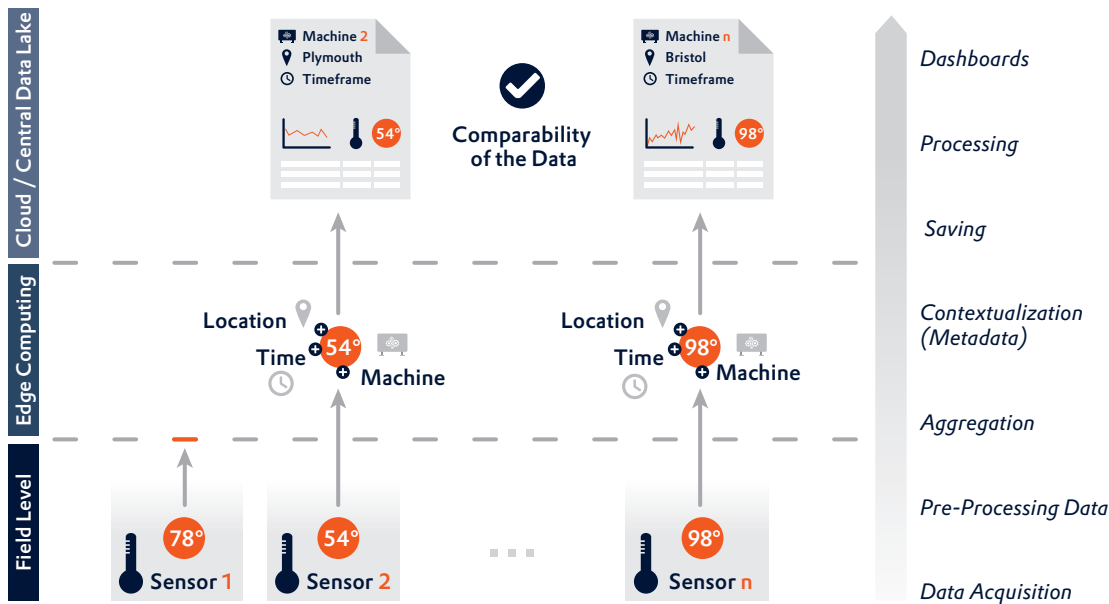 Cloud / Central Data Lake
Machine 2
Plymouth
Timeframe
54°
Comparability
of the Data
Machine n
Bristol
Timeframe
98°
Dashboards
Processing
Saving
Edge Computing
Location
Time
54°
Machine
Location
Time
98°
Machine
Contextualization
(Metadata)
Aggregation
Field Level
78°
Sensor 1
54°
Sensor 2
98°
Sensor n
Pre-Processing Data
Data Acquisition